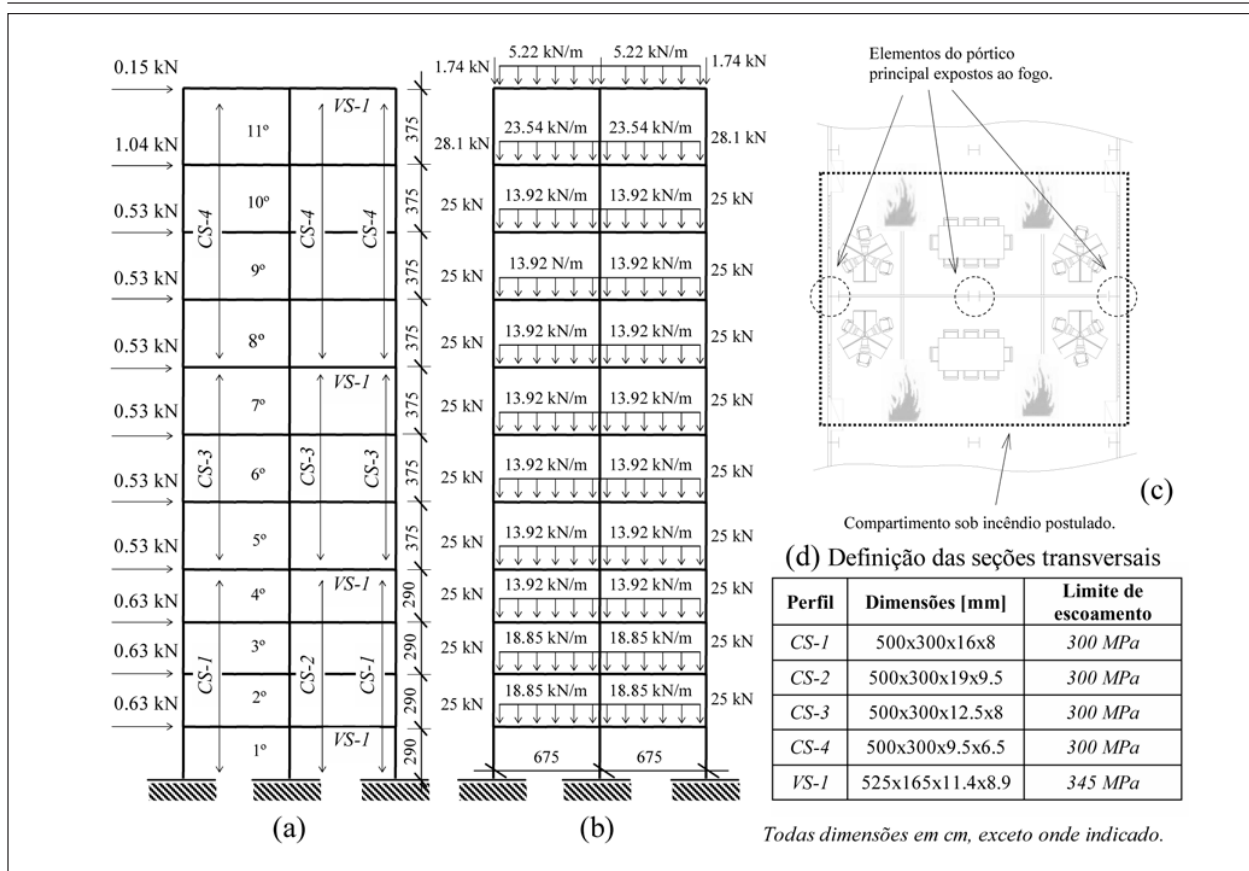 0.15 kN
1.04 kN
0.53 kN
0.53 kN
0.53 kN
0.53 kN
0.53 kN
0.53 kN
0.63 kN
0.63 kN
0.63 kN
VS-1
11º
10º
9º
8º
VS-1
7º
6º
5º
VS-1
4º
3º
2º
VS-1
1º
CS-4
CS-4
CS-4
CS-3
CS-3
CS-3
CS-1
CS-2
CS-1
375
375
375
375
375
375
375
290
290
290
290
(a)
5.22 kN/m 5.22 kN/m
1.74 kN 1.74 kN
23.54 kN/m 23.54 kN/m
28.1 kN 28.1 kN
13.92 kN/m 13.92 kN/m
25 kN 25 kN
13.92 N/m 13.92 kN/m
25 kN 25 kN
13.92 kN/m 13.92 kN/m
25 kN 25 kN
13.92 kN/m 13.92 kN/m
25 kN 25 kN
13.92 kN/m 13.92 kN/m
25 kN 25 kN
13.92 kN/m 13.92 kN/m
25 kN 25 kN
13.92 kN/m 13.92 kN/m
25 kN 25 kN
18.85 kN/m 18.85 kN/m
25 kN 25 kN
18.85 kN/m 18.85 kN/m
25 kN 25 kN
675 675
(b)
Elementos do pórtico
principal expostos ao fogo.
(c)
Compartimento sob incêndio postulado.
(d) Definição das seções transversais
Perfil Dimensões [mm] Limite de escoamento
CS-1 500x300x16x8 300 MPa
CS-2 500x300x19x9.5 300 MPa
CS-3 500x300x12.5x8 300 MPa
CS-4 500x300x9.5x6.5 300 MPa
VS-1 525x165x11.4x8.9 345 MPa
Todas dimensões em cm, exceto onde indicado.